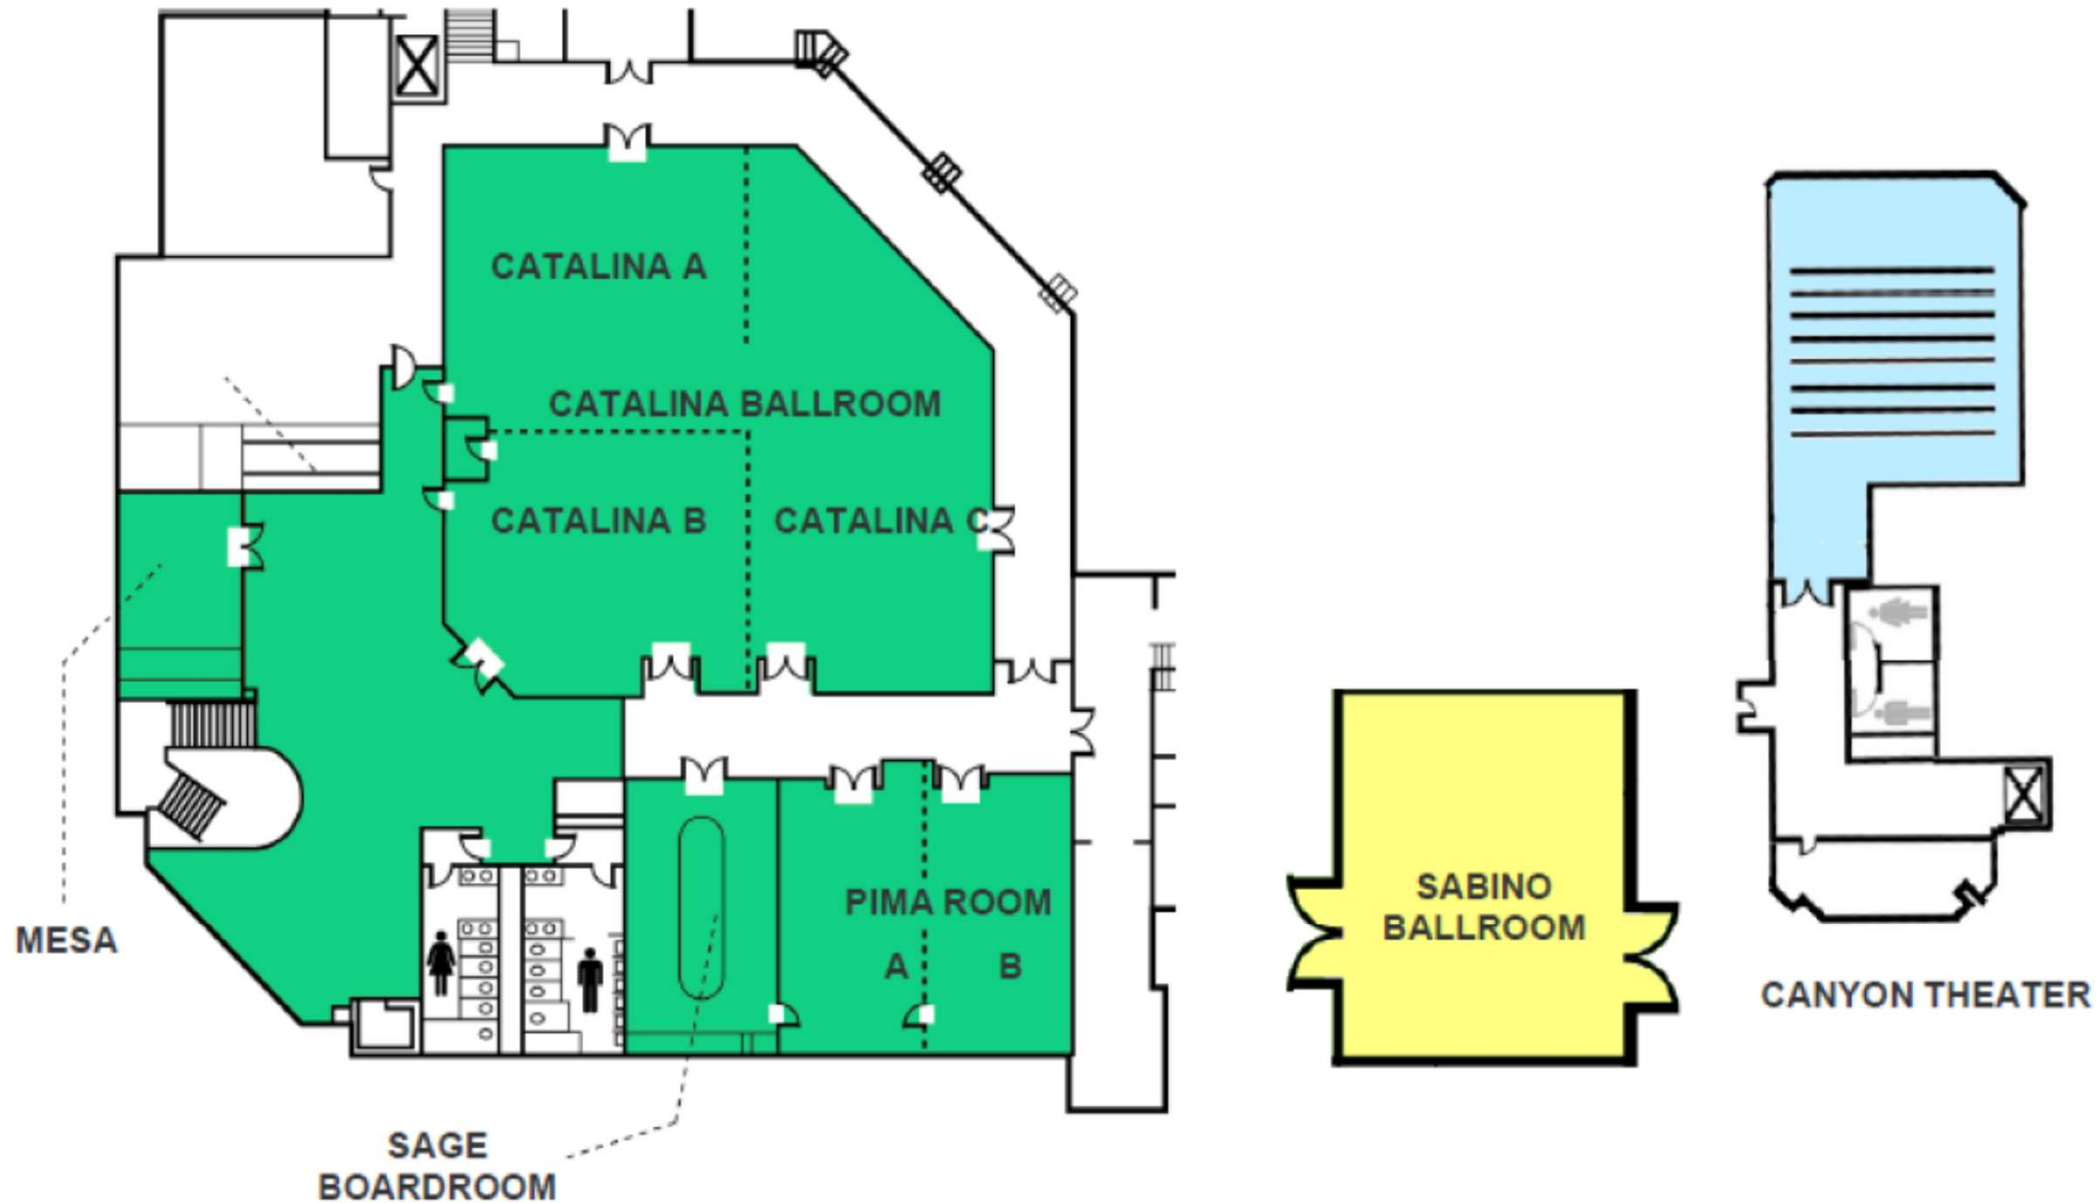 CATALINA A
CATALINA BALLROOM
CATALINA B
CATALINA C
MESA
PIMA ROOM
A
B
SAGE
BOARDROOM
SABINO
BALLROOM
CANYON THEATER